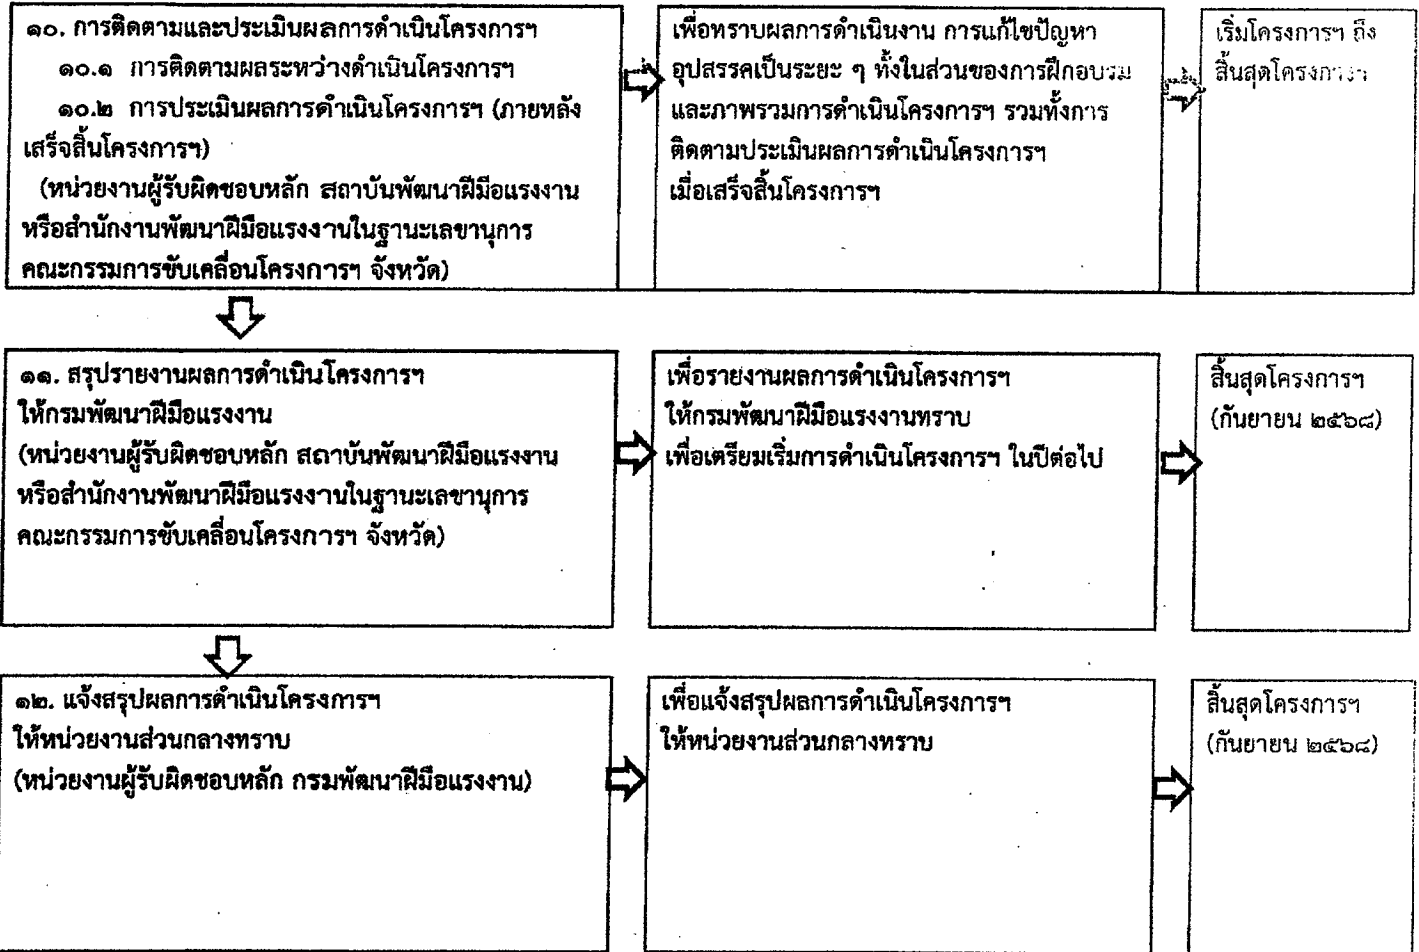 ๑๐. การติดตามและประเมินผลการดำเนินโครงการฯ
๑๐.๑ การติดตามผลระหว่างดำเนินโครงการฯ
๑๐.๒ การประเมินผลการดำเนินโครงการฯ (ภายหลัง
เสร็จสิ้นโครงการฯ)
(หน่วยงานผู้รับผิดชอบหลัก สถาบันพัฒนาฝีมือแรงงาน
หรือสำนักงานพัฒนาฝีมือแรงงานในฐานะเลขานุการ
คณะกรรมการขับเคลื่อนโครงการฯ จังหวัด)
เพื่อทราบผลการดำเนินงาน การแก้ไขปัญหา
อุปสรรคเป็นระยะ ๆ ทั้งในส่วนของการฝึกอบรม
และภาพรวมการดำเนินโครงการฯ รวมทั้งการ
ติดตามประเมินผลการดำเนินโครงการฯ
เมื่อเสร็จสิ้นโครงการฯ
เริ่มโครงการฯ ถึง
สิ้นสุดโครงการฯ
๑๑. สรุปรายงานผลการดำเนินโครงการฯ
ให้กรมพัฒนาฝีมือแรงงาน
(หน่วยงานผู้รับผิดชอบหลัก สถาบันพัฒนาฝีมือแรงงาน
หรือสำนักงานพัฒนาฝีมือแรงงานในฐานะเลขานุการ
คณะกรรมการขับเคลื่อนโครงการฯ จังหวัด)
เพื่อรายงานผลการดำเนินโครงการฯ
ให้กรมพัฒนาฝีมือแรงงานทราบ
เพื่อเตรียมเริ่มการดำเนินโครงการฯ ในปีต่อไป
สิ้นสุดโครงการฯ
(กันยายน ๒๕๖๘)
๑๒. แจ้งสรุปผลการดำเนินโครงการฯ
ให้หน่วยงานส่วนกลางทราบ
(หน่วยงานผู้รับผิดชอบหลัก กรมพัฒนาฝีมือแรงงาน)
เพื่อแจ้งสรุปผลการดำเนินโครงการฯ
ให้หน่วยงานส่วนกลางทราบ
สิ้นสุดโครงการฯ
(กันยายน ๒๕๖๘)